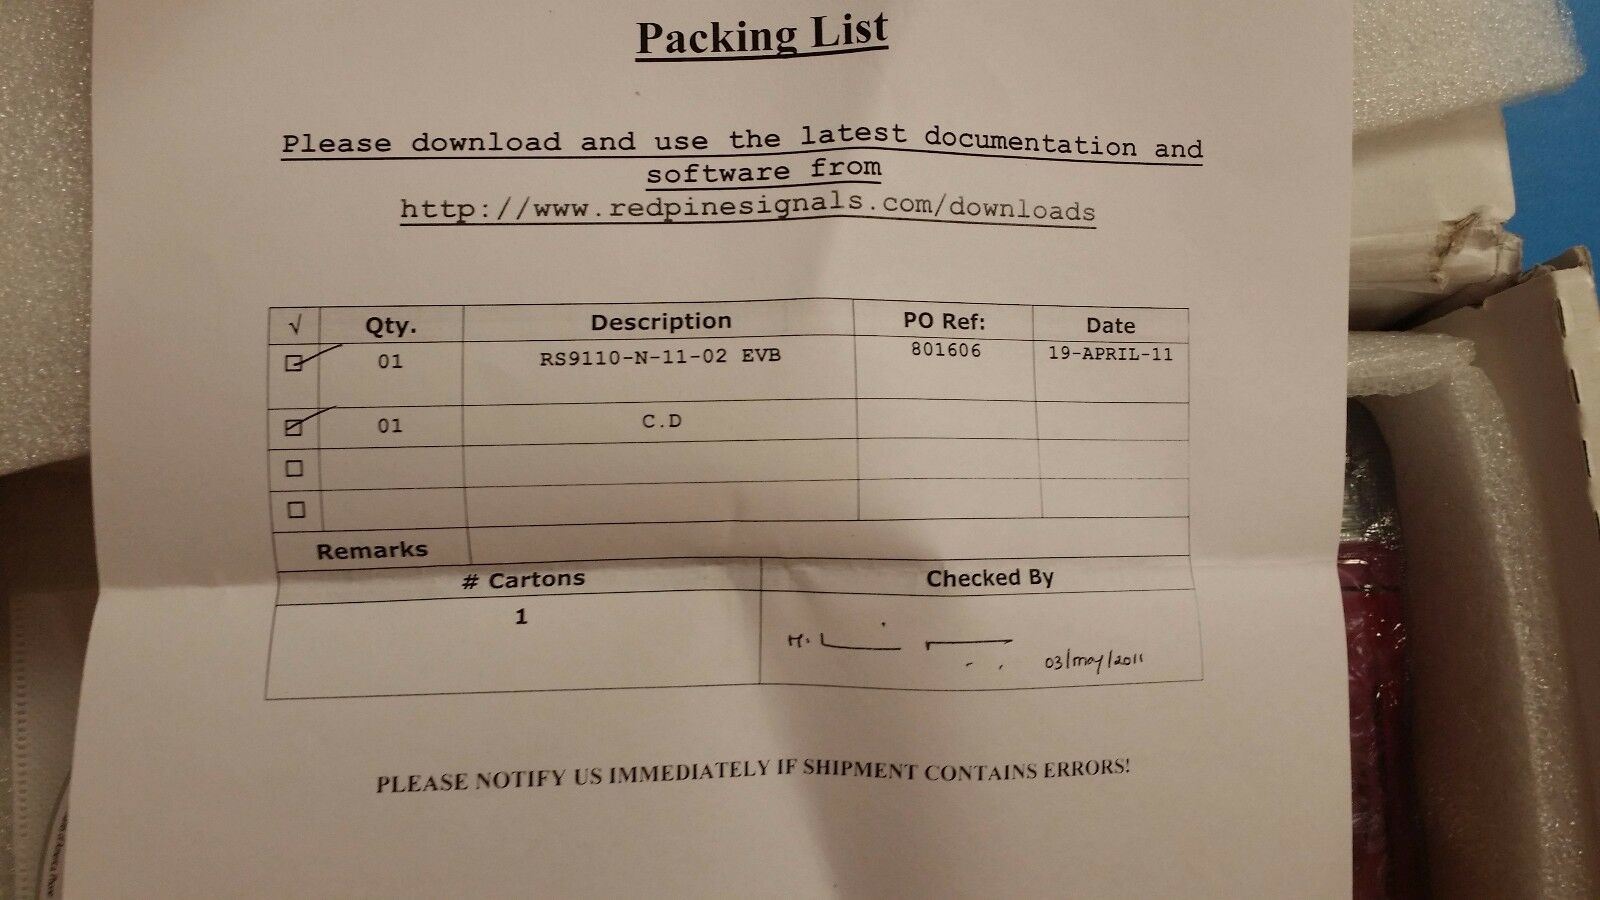 Packing List
Please download and use the latest documentation and
software from
http://www.redpinesignals.com/downloads
√ Qty. Description PO Ref: Date
01 RS9110-N-11-02 EVB 801606 19-APRIL-11
01 C.D
Remarks
# Cartons Checked By
1
03/may/2011
PLEASE NOTIFY US IMMEDIATELY IF SHIPMENT CONTAINS ERRORS!